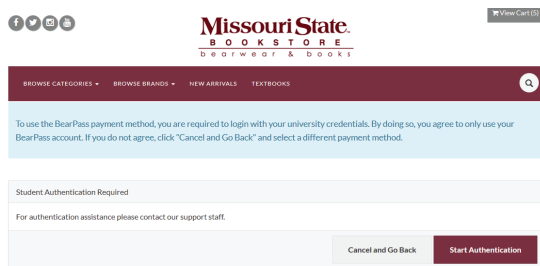 View Cart (5)
Missouri State.
BOOKSTORE
bearwear & books
BROWSE CATEGORIES BROWSE BRANDS NEW ARRIVALS TEXTBOOKS
To use the BearPass payment method, you are required to login with your university credentials. By doing so, you agree to only use your
BearPass account. If you do not agree, click "Cancel and Go Back" and select a different payment method.
Student Authentication Required
For authentication assistance please contact our support staff.
Cancel and Go Back Start Authentication